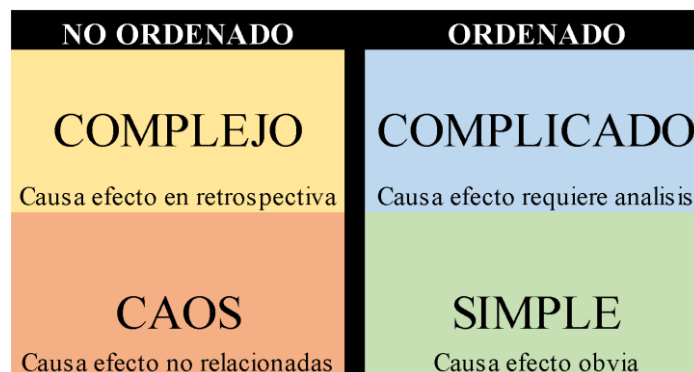 NO ORDENADO
ORDENADO
COMPLEJO
Causa efecto en retrospectiva
COMPLICADO
Causa efecto requiere analisis
CAOS
Causa efecto no relacionadas
SIMPLE
Causa efecto obvia